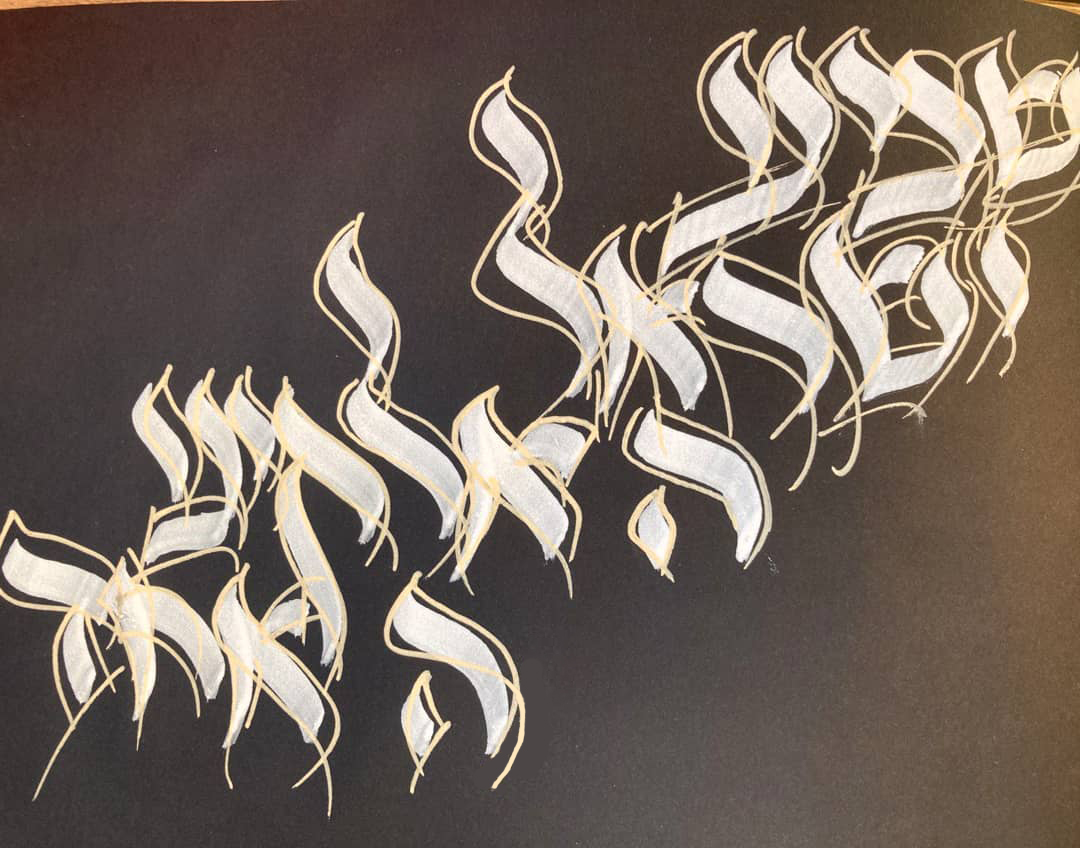 שמע
ישראל
ה אלהינו
ה אחד